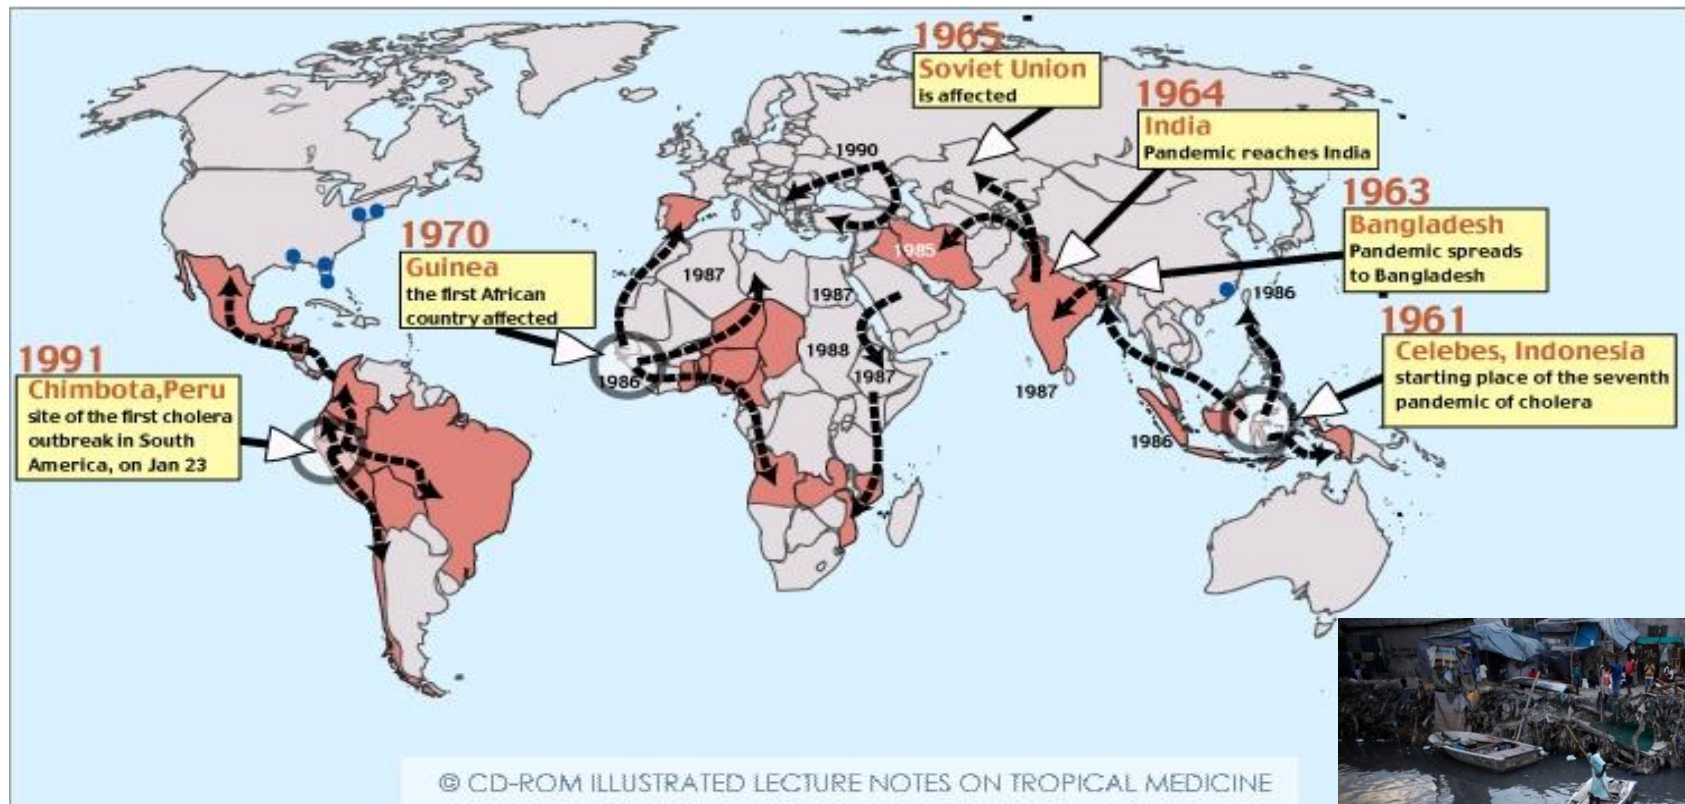 1965
Soviet Union
is affected
1964
India
Pandemic reaches India
1990
1963
Bangladesh
Pandemic spreads
to Bangladesh
1970
Guinea
the first African
country affected
1985
1987
1987
1986
1961
Celebes, Indonesia
starting place of the seventh
pandemic of cholera
1991
Chimbota,Peru
site of the first cholera
outbreak in South
America, on Jan 23
1988
1986
1987
1987
1986
© CD-ROM ILLUSTRATED LECTURE NOTES ON TROPICAL MEDICINE